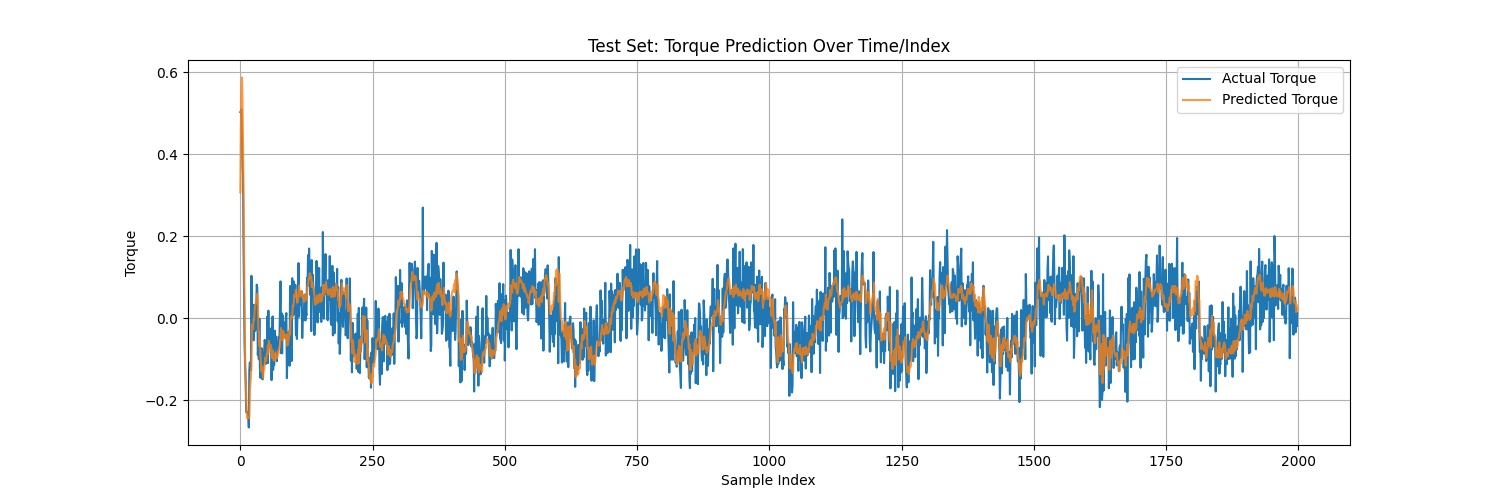 Test Set: Torque Prediction Over Time/Index
Actual Torque
Predicted Torque
0.6
0.4
0.2
0.0
−0.2
Torque
0 250 500 750 1000 1250 1500 1750 2000
Sample Index